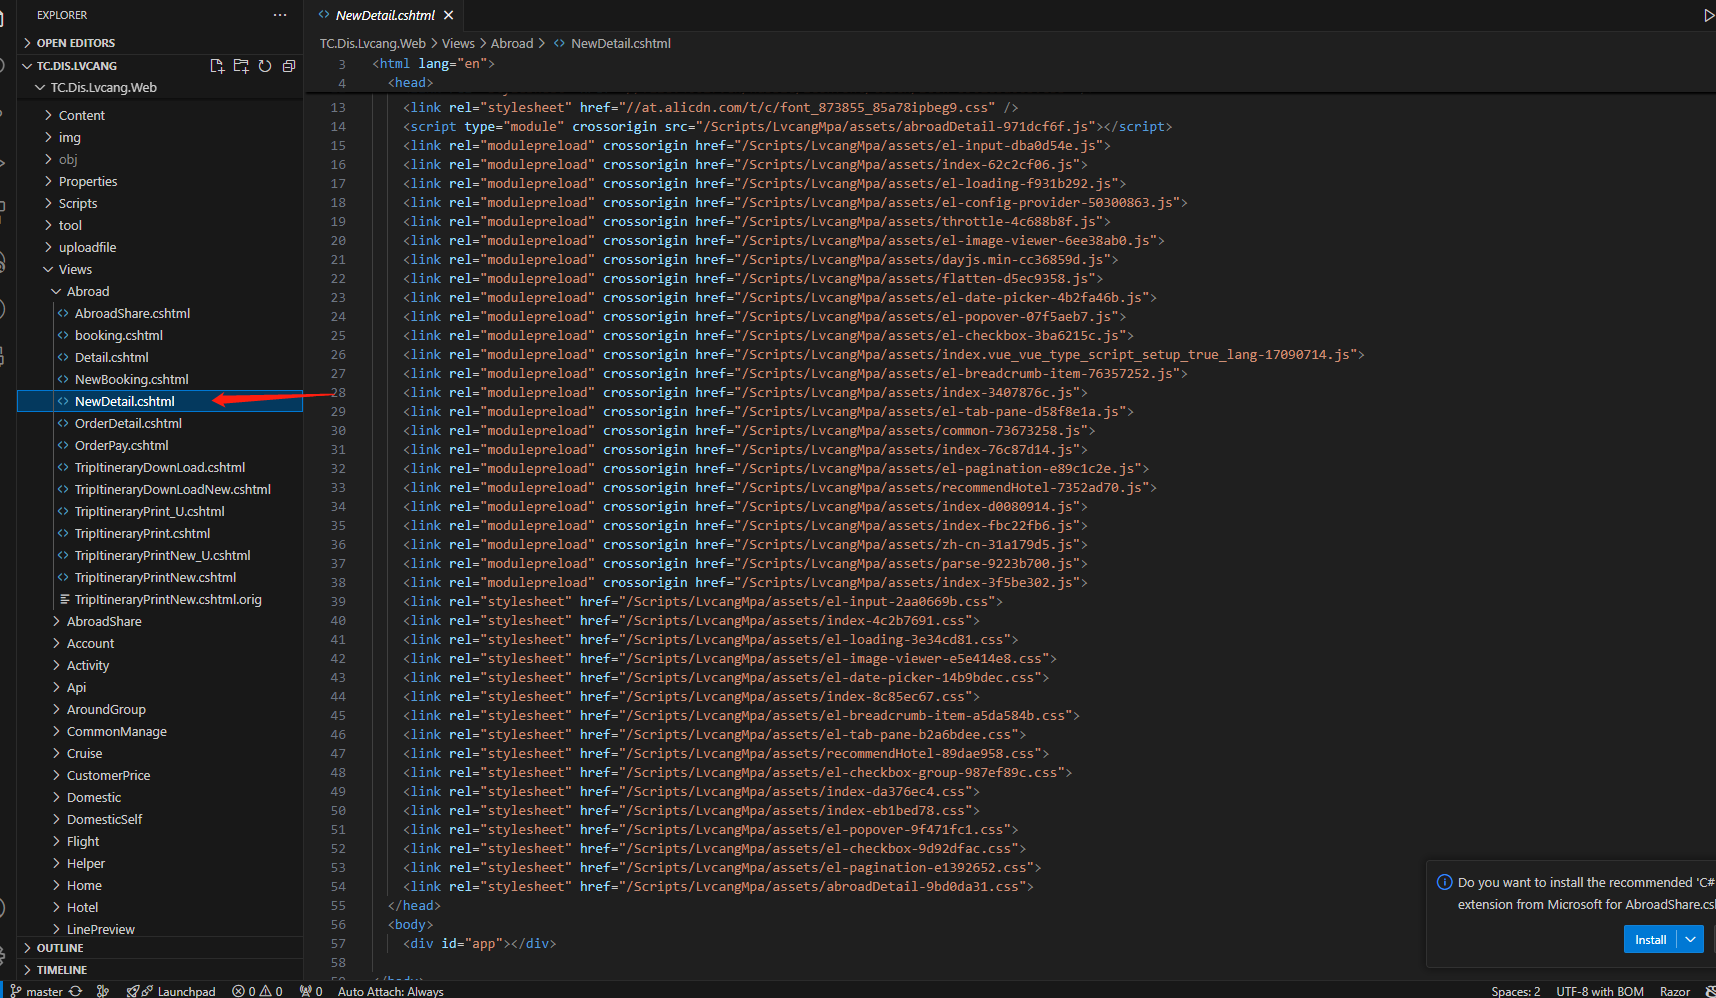 EXPLORER
OPEN EDITORS
TC.DIS.LVCANG
TC.Dis.Lvcang.Web
Content
img
obj
Properties
Scripts
tool
uploadfile
Views
Abroad
AbroadShare.cshtml
booking.cshtml
Detail.cshtml
NewBooking.cshtml
NewDetail.cshtml
OrderDetail.cshtml
OrderPay.cshtml
TripItineraryDownLoad.cshtml
TripItineraryDownLoadNew.cshtml
TripItineraryPrint_U.cshtml
TripItineraryPrint.cshtml
TripItineraryPrintNew_U.cshtml
TripItineraryPrintNew.cshtml
TripItineraryPrintNew.cshtml.orig
AbroadShare
Account
Activity
Api
AroundGroup
CommonManage
Cruise
CustomerPrice
Domestic
DomesticSelf
Flight
Helper
Home
Hotel
LinePreview
OUTLINE
TIMELINE
NewDetail.cshtml
TC.Dis.Lvcang.Web > Views > Abroad > NewDetail.cshtml
3 <html lang="en">
4 <head>
13 <link rel="stylesheet" href="//at.alicdn.com/t/c/font_873855_85a78ipbeg9.css" />
14 <script type="module" crossorigin src="/Scripts/LvcangMpa/assets/abroadDetail-971dcf6f.js"></script>
15 <link rel="modulepreload" crossorigin href="/Scripts/LvcangMpa/assets/el-input-dba0d54e.js">
16 <link rel="modulepreload" crossorigin href="/Scripts/LvcangMpa/assets/index-62c2cf06.js">
17 <link rel="modulepreload" crossorigin href="/Scripts/LvcangMpa/assets/el-loading-f931b292.js">
18 <link rel="modulepreload" crossorigin href="/Scripts/LvcangMpa/assets/el-config-provider-50300863.js">
19 <link rel="modulepreload" crossorigin href="/Scripts/LvcangMpa/assets/throttle-4c688b8f.js">
20 <link rel="modulepreload" crossorigin href="/Scripts/LvcangMpa/assets/el-image-viewer-6ee38ab0.js">
21 <link rel="modulepreload" crossorigin href="/Scripts/LvcangMpa/assets/dayjs.min-cc36859d.js">
22 <link rel="modulepreload" crossorigin href="/Scripts/LvcangMpa/assets/flatten-d5ec9358.js">
23 <link rel="modulepreload" crossorigin href="/Scripts/LvcangMpa/assets/el-date-picker-4b2fa46b.js">
24 <link rel="modulepreload" crossorigin href="/Scripts/LvcangMpa/assets/el-popover-07f5aeb7.js">
25 <link rel="modulepreload" crossorigin href="/Scripts/LvcangMpa/assets/el-checkbox-3ba6215c.js">
26 <link rel="modulepreload" crossorigin href="/Scripts/LvcangMpa/assets/index.vue_vue_type_script_setup_true_lang-17090714.js">
27 <link rel="modulepreload" crossorigin href="/Scripts/LvcangMpa/assets/el-breadcrumb-item-76357252.js">
28 <link rel="modulepreload" crossorigin href="/Scripts/LvcangMpa/assets/index-3407876c.js">
29 <link rel="modulepreload" crossorigin href="/Scripts/LvcangMpa/assets/el-tab-pane-d58f8e1a.js">
30 <link rel="modulepreload" crossorigin href="/Scripts/LvcangMpa/assets/common-73673258.js">
31 <link rel="modulepreload" crossorigin href="/Scripts/LvcangMpa/assets/index-76c87d14.js">
32 <link rel="modulepreload" crossorigin href="/Scripts/LvcangMpa/assets/el-pagination-e89c1c2e.js">
33 <link rel="modulepreload" crossorigin href="/Scripts/LvcangMpa/assets/recommendHotel-7352ad70.js">
34 <link rel="modulepreload" crossorigin href="/Scripts/LvcangMpa/assets/index-d0080914.js">
35 <link rel="modulepreload" crossorigin href="/Scripts/LvcangMpa/assets/index-fbc22fb6.js">
36 <link rel="modulepreload" crossorigin href="/Scripts/LvcangMpa/assets/zh-cn-31a179d5.js">
37 <link rel="modulepreload" crossorigin href="/Scripts/LvcangMpa/assets/parse-9223b700.js">
38 <link rel="modulepreload" crossorigin href="/Scripts/LvcangMpa/assets/index-3f5be302.js">
39 <link rel="stylesheet" href="/Scripts/LvcangMpa/assets/el-input-2aa0669b.css">
40 <link rel="stylesheet" href="/Scripts/LvcangMpa/assets/index-4c2b7691.css">
41 <link rel="stylesheet" href="/Scripts/LvcangMpa/assets/el-loading-3e34cd81.css">
42 <link rel="stylesheet" href="/Scripts/LvcangMpa/assets/el-image-viewer-e5e414e8.css">
43 <link rel="stylesheet" href="/Scripts/LvcangMpa/assets/el-date-picker-14b9bdec.css">
44 <link rel="stylesheet" href="/Scripts/LvcangMpa/assets/index-8c85ec67.css">
45 <link rel="stylesheet" href="/Scripts/LvcangMpa/assets/el-breadcrumb-item-a5da584b.css">
46 <link rel="stylesheet" href="/Scripts/LvcangMpa/assets/el-tab-pane-b2a6bdee.css">
47 <link rel="stylesheet" href="/Scripts/LvcangMpa/assets/recommendHotel-89dae958.css">
48 <link rel="stylesheet" href="/Scripts/LvcangMpa/assets/el-checkbox-group-987ef89c.css">
49 <link rel="stylesheet" href="/Scripts/LvcangMpa/assets/index-da376ec4.css">
50 <link rel="stylesheet" href="/Scripts/LvcangMpa/assets/index-eb1bed78.css">
51 <link rel="stylesheet" href="/Scripts/LvcangMpa/assets/el-popover-9f471fc1.css">
52 <link rel="stylesheet" href="/Scripts/LvcangMpa/assets/el-checkbox-9d92dfac.css">
53 <link rel="stylesheet" href="/Scripts/LvcangMpa/assets/el-pagination-e1392652.css">
54 <link rel="stylesheet" href="/Scripts/LvcangMpa/assets/abroadDetail-9bd0da31.css">
55 </head>
56 <body>
57 <div id="app"></div>
58
Do you want to install the recommended 'C#
extension from Microsoft for AbroadShare.csh
Install
master
Launchpad
0 0
0
Auto Attach: Always
Spaces: 2
UTF-8 with BOM
Razor